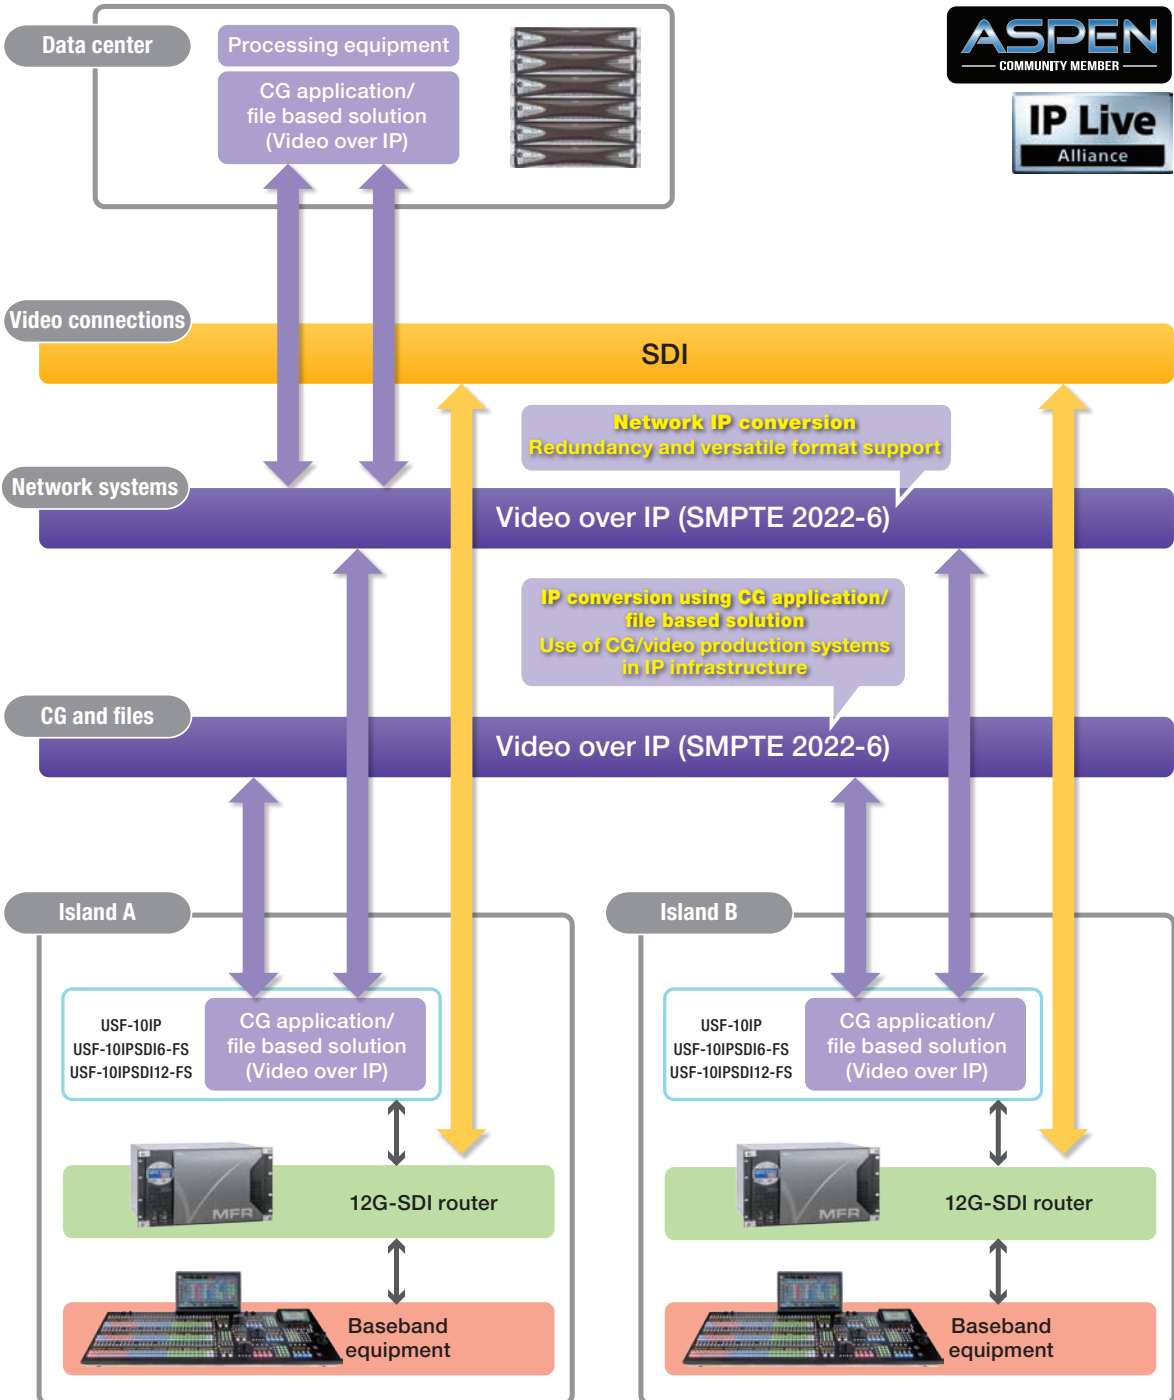 Data center
Processing equipment
CG application/
file based solution
(Video over IP)
ASPEN
COMMUNITY MEMBER
IP Live
Alliance
Video connections
SDI
Network IP conversion
Redundancy and versatile format support
Network systems
Video over IP (SMPTE 2022-6)
IP conversion using CG application/
file based solution
Use of CG/video production systems
in IP infrastructure
CG and files
Video over IP (SMPTE 2022-6)
Island A
USF-10IP
USF-10IPSDI6-FS
USF-10IPSDI12-FS
CG application/
file based solution
(Video over IP)
MFR
12G-SDI router
Baseband
equipment
Island B
USF-10IP
USF-10IPSDI6-FS
USF-10IPSDI12-FS
CG application/
file based solution
(Video over IP)
MFR
12G-SDI router
Baseband
equipment